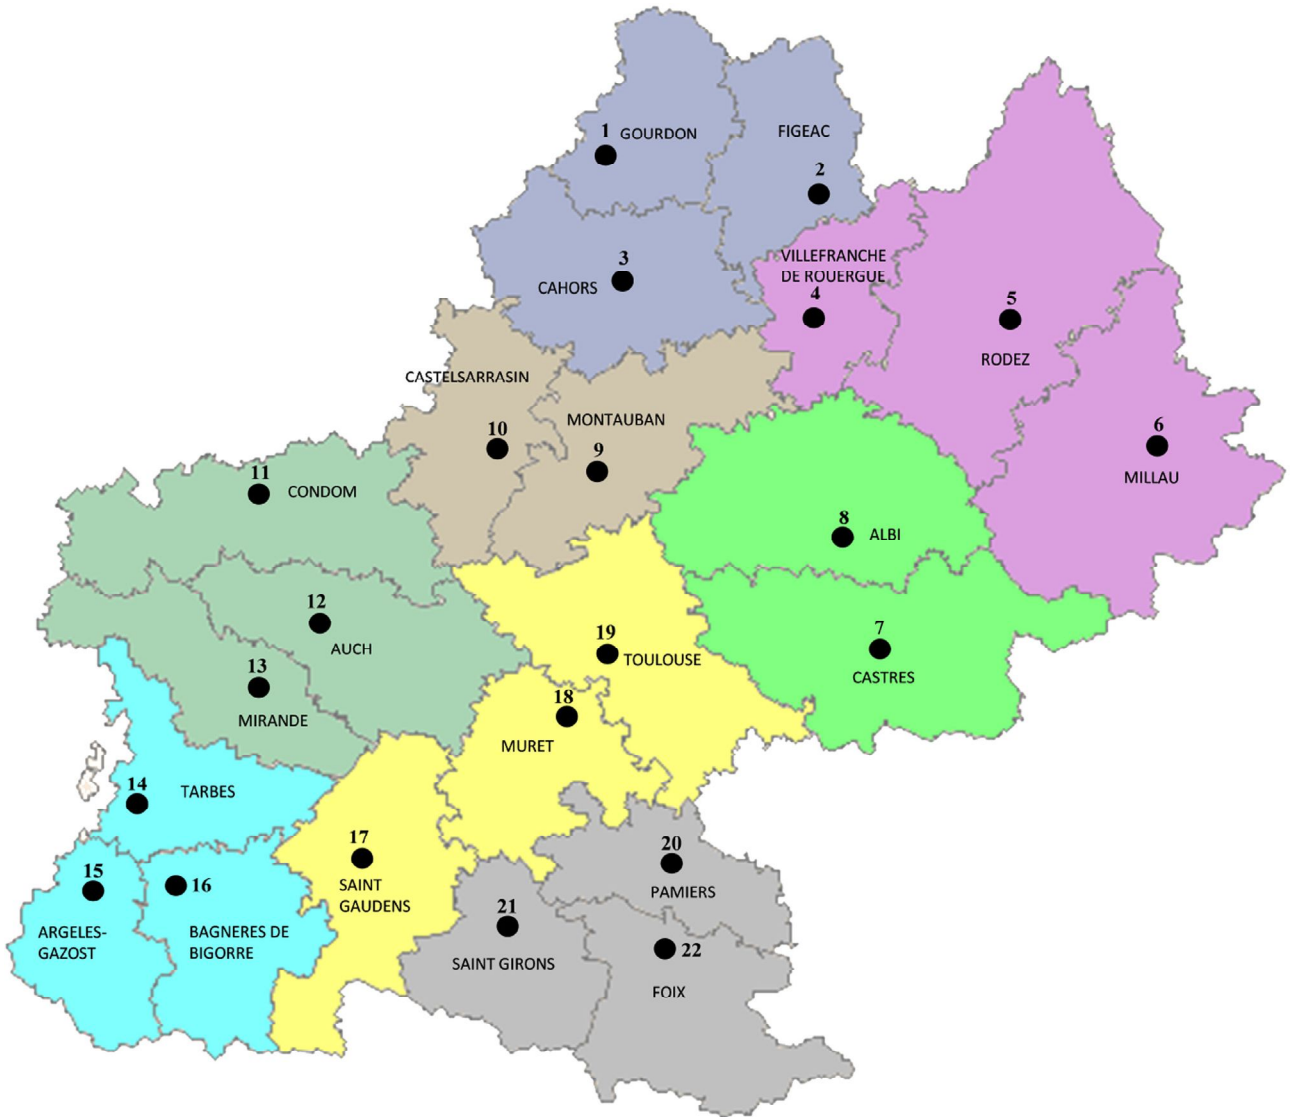 1
GOURDON
FIGEAC
2
3
CAHORS
VILLEFRANCHE
DE ROUERGUE
4
5
RODEZ
6
MILLAU
CASTELSARRASIN
10
MONTAUBAN
9
11
CONDOM
8
ALBI
7
CASTRES
12
AUCH
13
MIRANDE
19
TOULOUSE
18
MURET
14
TARBES
15
ARGELES-
GAZOST
16
BAGNERES DE
BIGORRE
17
SAINT
GAUDENS
20
PAMIERS
21
SAINT GIRONS
22
FOIX